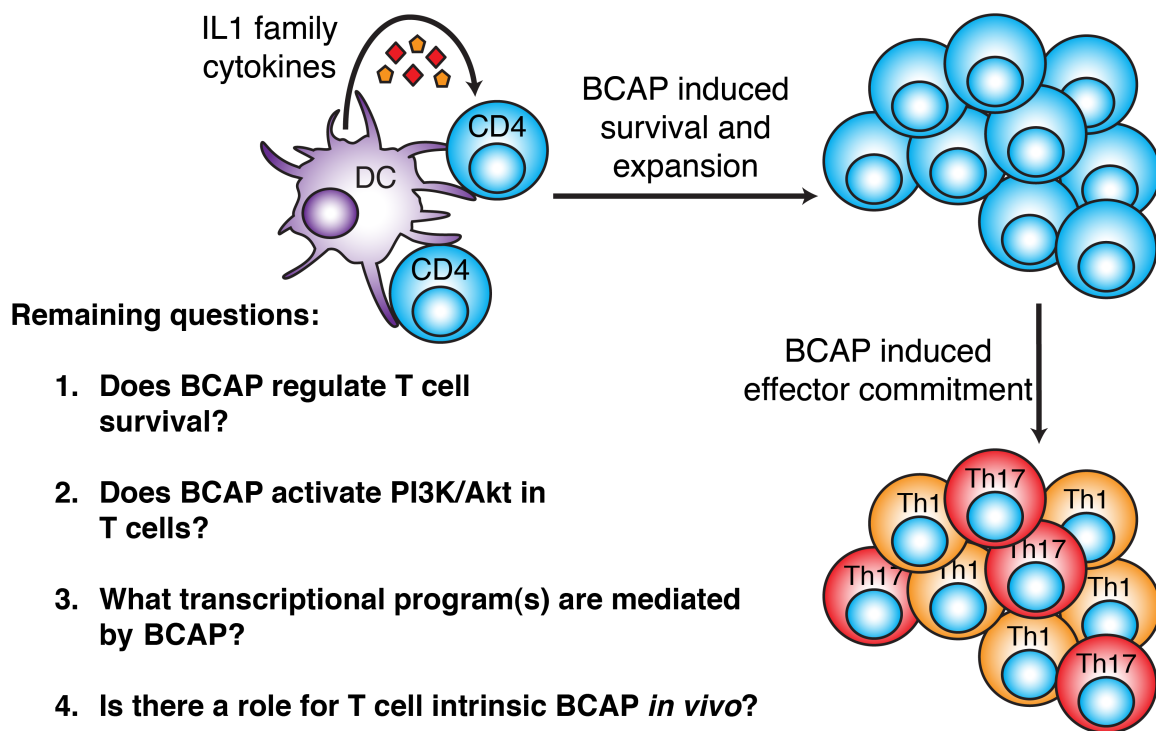 IL1 family
cytokines
CD4
DC
CD4
BCAP induced
survival and
expansion
BCAP induced
effector commitment
Remaining questions:
1. Does BCAP regulate T cell
survival?
2. Does BCAP activate PI3K/Akt in
T cells?
3. What transcriptional program(s) are mediated
by BCAP?
4. Is there a role for T cell intrinsic BCAP in vivo?
Th17
Th1
Th1
Th17
Th17
Th1
Th1
Th1
Th17